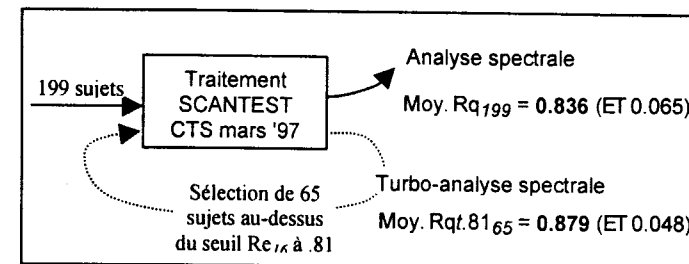 199 sujets
Traitement
SCANTEST
CTS mars '97
Analyse spectrale
Moy. Rq199 = 0.836 (ET 0.065)
Sélection de 65
sujets au-dessus
du seuil Re16 à .81
Turbo-analyse spectrale
Moy. Rqt.8165 = 0.879 (ET 0.048)